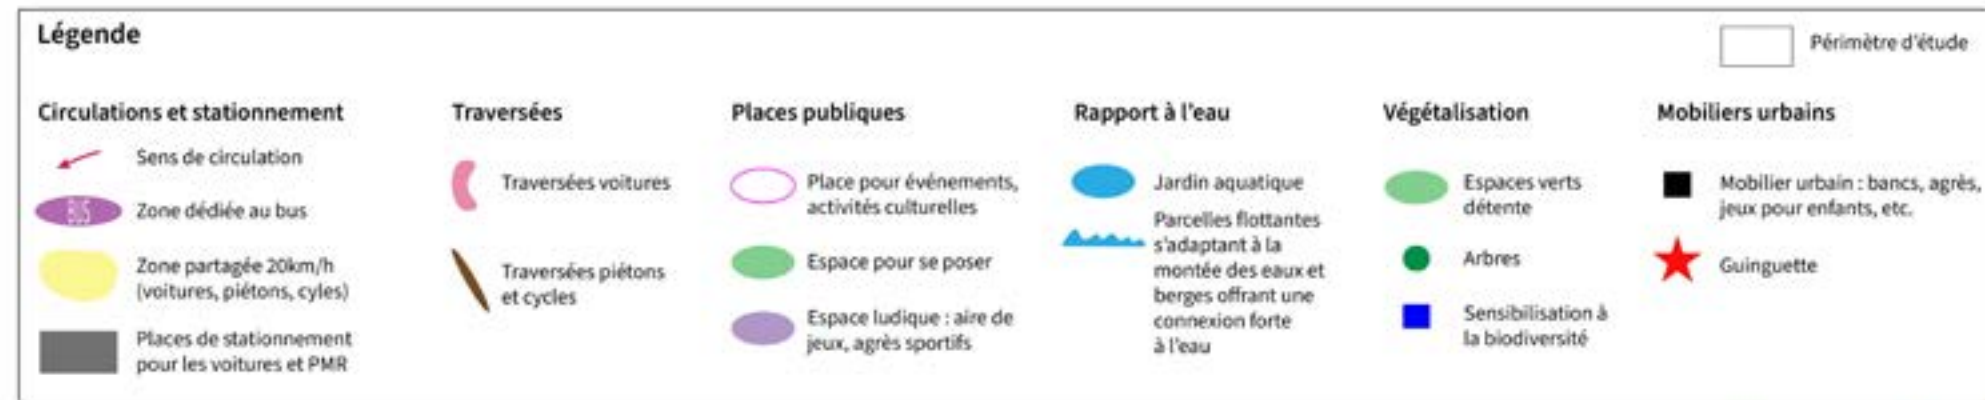 Légende
Périmètre d'étude
Circulations et stationnement
Sens de circulation
BUS
Zone dédiée au bus
Zone partagée 20km/h
(voitures, piétons, cyles)
Places de stationnement
pour les voitures et PMR
Traversées
Traversées voitures
Traversées piétons
et cycles
Places publiques
Place pour événements,
activités culturelles
Espace pour se poser
Espace ludique : aire de
jeux, agrès sportifs
Rapport à l'eau
Jardin aquatique
Parcelles flottantes
s'adaptant à la
montée des eaux et
berges offrant une
connexion forte
à l'eau
Végétalisation
Espaces verts
détente
Arbres
Sensibilisation à
la biodiversité
Mobiliers urbains
Mobilier urbain : bancs, agrès,
jeux pour enfants, etc.
Guinguette